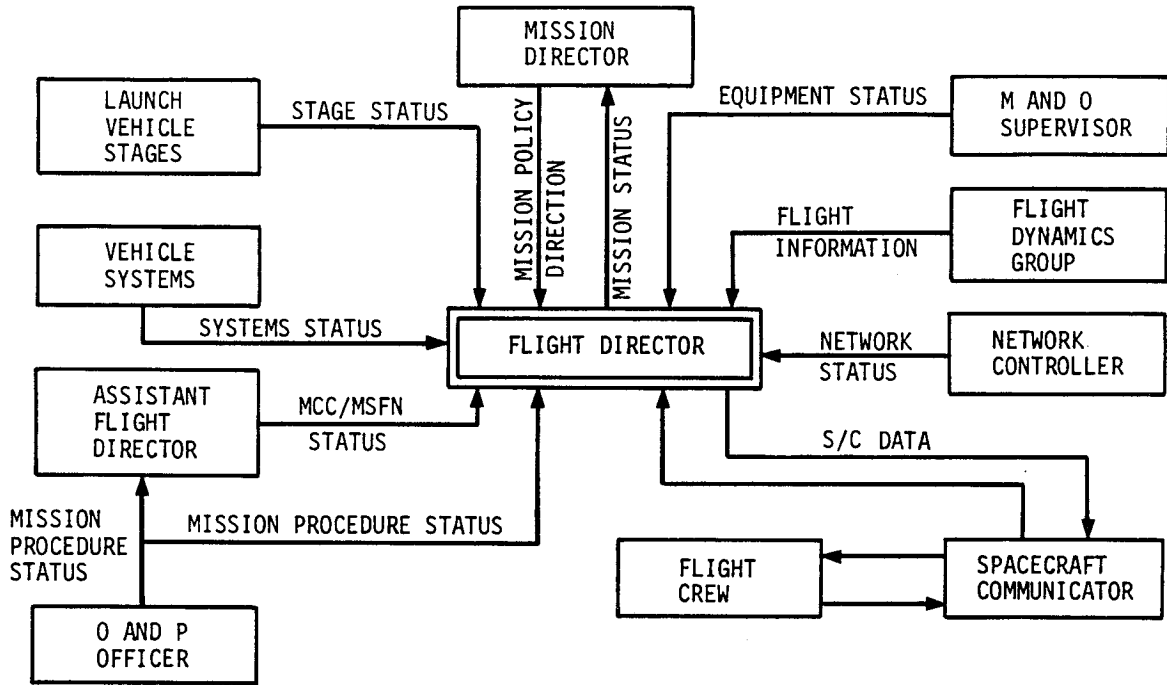 MISSION
DIRECTOR
LAUNCH
VEHICLE
STAGES
STAGE STATUS
MISSION POLICY
DIRECTION
MISSION STATUS
EQUIPMENT STATUS
M AND O
SUPERVISOR
FLIGHT
INFORMATION
FLIGHT
DYNAMICS
GROUP
VEHICLE
SYSTEMS
SYSTEMS STATUS
FLIGHT DIRECTOR
NETWORK
STATUS
NETWORK
CONTROLLER
ASSISTANT
FLIGHT
DIRECTOR
MCC/MSFN
STATUS
S/C DATA
MISSION
PROCEDURE
STATUS
MISSION PROCEDURE STATUS
FLIGHT
CREW
SPACECRAFT
COMMUNICATOR
O AND P
OFFICER